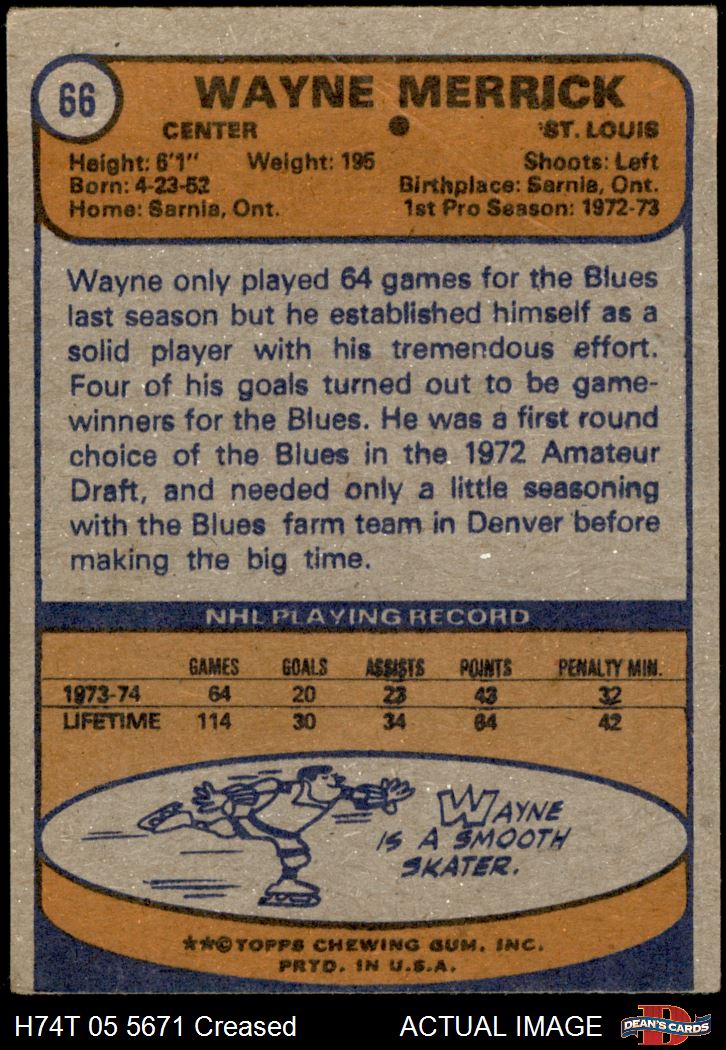 66
WAYNE MERRICK
CENTER ● ST. LOUIS
Height: 6'1" Weight: 195 Shoots: Left
Born: 4-23-52 Birthplace: Sarnia, Ont.
Home: Sarnia, Ont. 1st Pro Season: 1972-73
Wayne only played 64 games for the Blues
last season but he established himself as a
solid player with his tremendous effort.
Four of his goals turned out to be game-
winners for the Blues. He was a first round
choice of the Blues in the 1972 Amateur
Draft, and needed only a little seasoning
with the Blues farm team in Denver before
making the big time.
NHL PLAYING RECORD
GAMES GOALS ASSISTS POINTS PENALTY MIN.
1973-74 64 20 23 43 32
LIFETIME 114 30 34 64 42
WAYNE
IS A SMOOTH
SKATER.
★★©TOPPS CHEWING GUM, INC.
PRTD. IN U.S.A.
H74T 05 5671 Creased ACTUAL IMAGE
D
DEAN'S CARDS